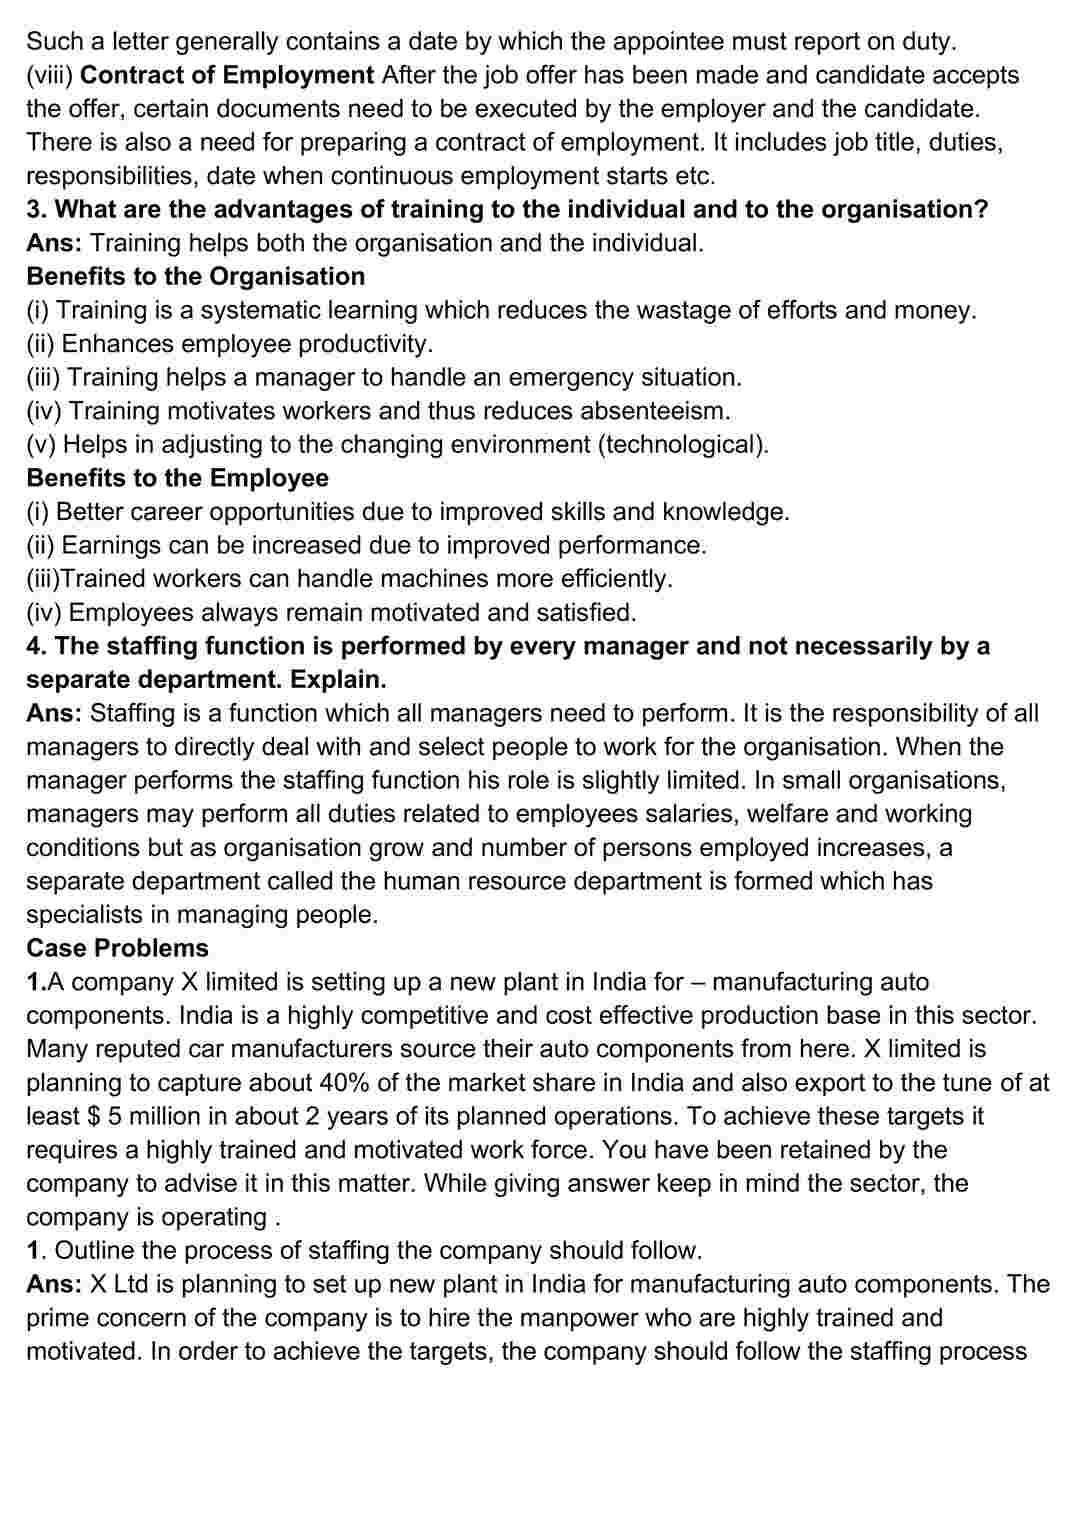 Such a letter generally contains a date by which the appointee must report on duty.
(viii) Contract of Employment After the job offer has been made and candidate accepts
the offer, certain documents need to be executed by the employer and the candidate.
There is also a need for preparing a contract of employment. It includes job title, duties,
responsibilities, date when continuous employment starts etc.
3. What are the advantages of training to the individual and to the organisation?
Ans: Training helps both the organisation and the individual.
Benefits to the Organisation
(i) Training is a systematic learning which reduces the wastage of efforts and money.
(ii) Enhances employee productivity.
(iii) Training helps a manager to handle an emergency situation.
(iv) Training motivates workers and thus reduces absenteeism.
(v) Helps in adjusting to the changing environment (technological).
Benefits to the Employee
(i) Better career opportunities due to improved skills and knowledge.
(ii) Earnings can be increased due to improved performance.
(iii)Trained workers can handle machines more efficiently.
(iv) Employees always remain motivated and satisfied.
4. The staffing function is performed by every manager and not necessarily by a
separate department. Explain.
Ans: Staffing is a function which all managers need to perform. It is the responsibility of all
managers to directly deal with and select people to work for the organisation. When the
manager performs the staffing function his role is slightly limited. In small organisations,
managers may perform all duties related to employees salaries, welfare and working
conditions but as organisation grow and number of persons employed increases, a
separate department called the human resource department is formed which has
specialists in managing people.
Case Problems
1.A company X limited is setting up a new plant in India for – manufacturing auto
components. India is a highly competitive and cost effective production base in this sector.
Many reputed car manufacturers source their auto components from here. X limited is
planning to capture about 40% of the market share in India and also export to the tune of at
least $ 5 million in about 2 years of its planned operations. To achieve these targets it
requires a highly trained and motivated work force. You have been retained by the
company to advise it in this matter. While giving answer keep in mind the sector, the
company is operating .
1. Outline the process of staffing the company should follow.
Ans: X Ltd is planning to set up new plant in India for manufacturing auto components. The
prime concern of the company is to hire the manpower who are highly trained and
motivated. In order to achieve the targets, the company should follow the staffing process